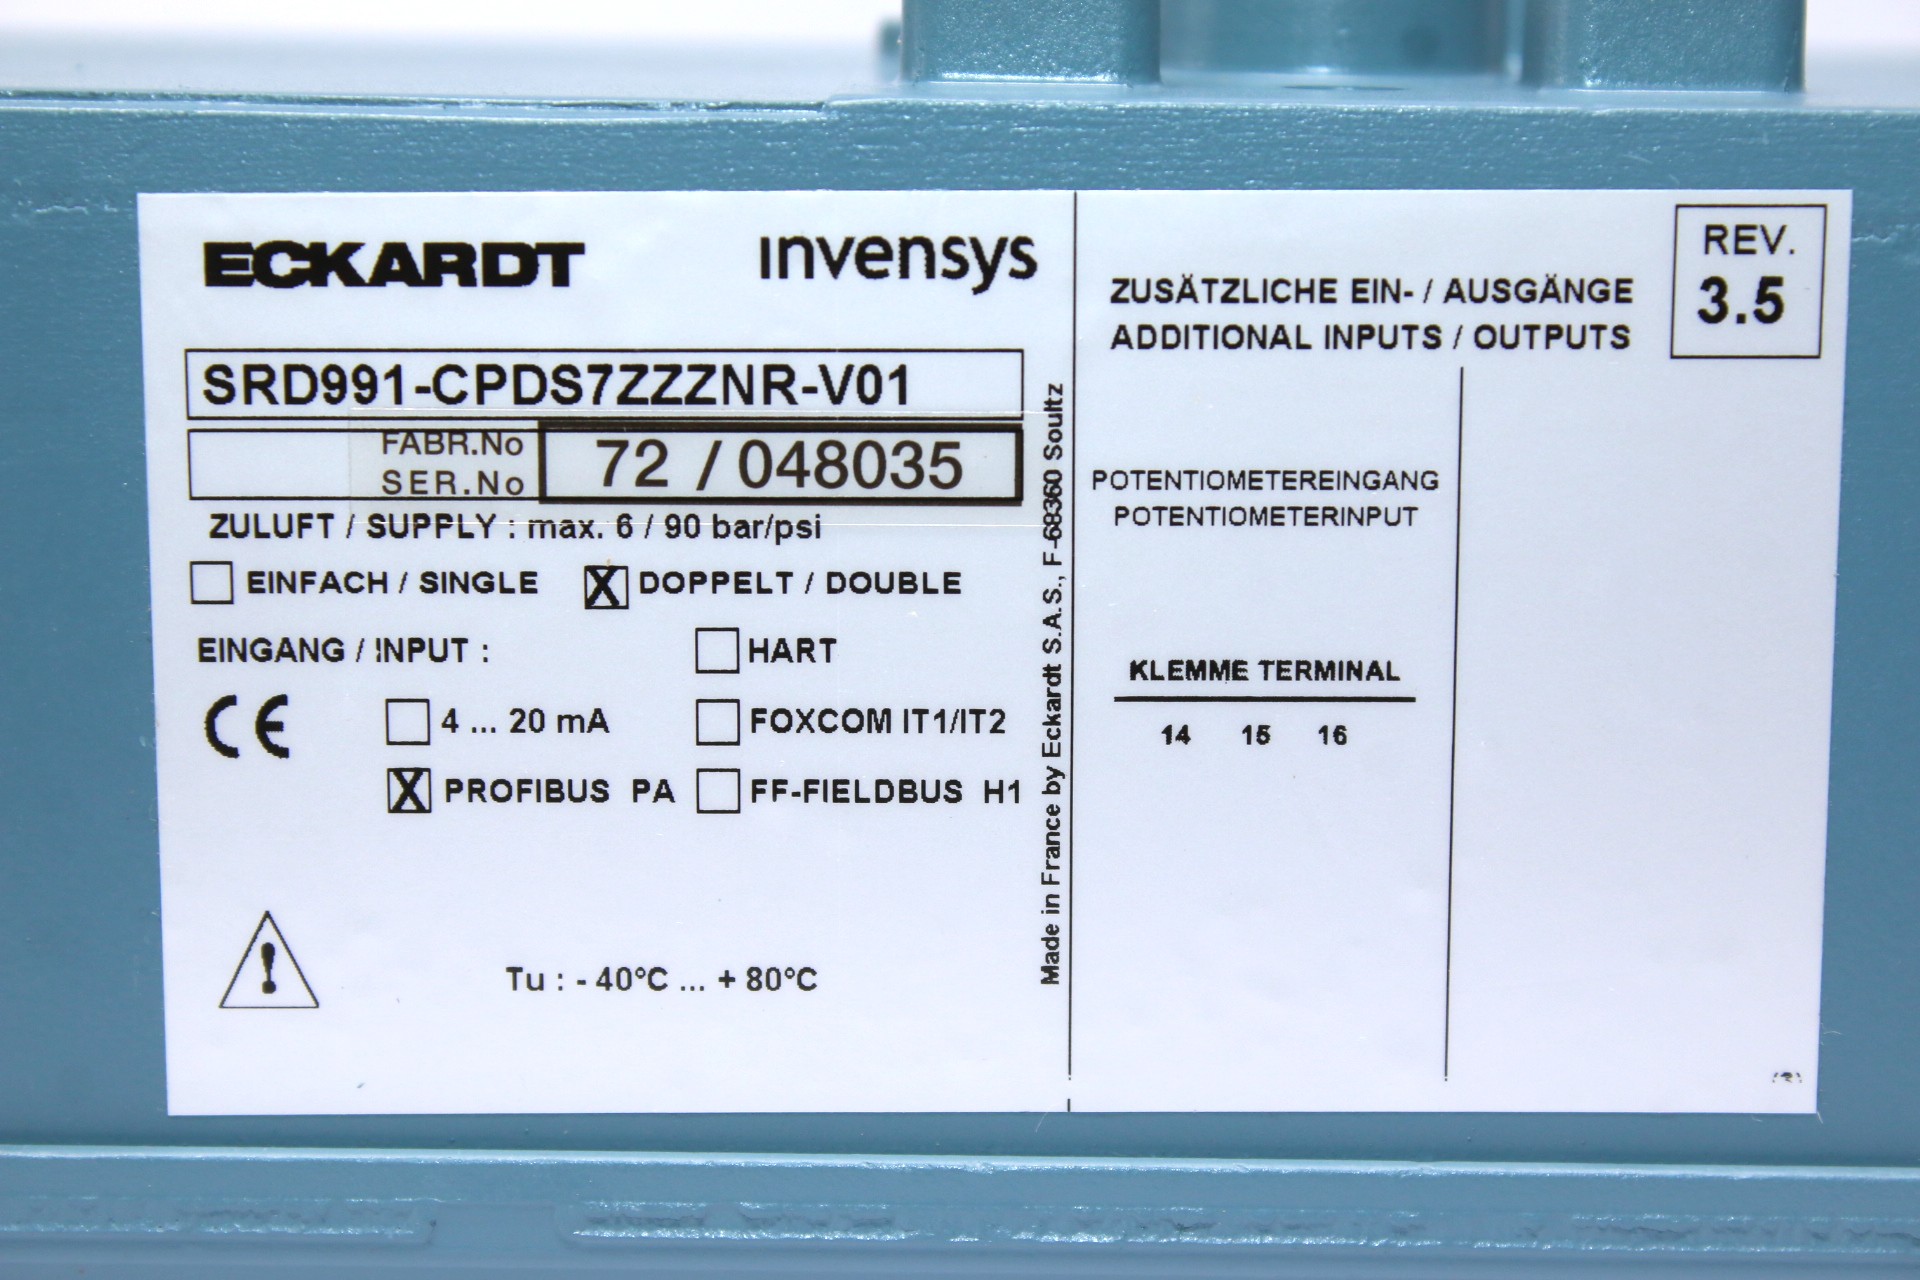 ECKARDT
invensys
SRD991-CPDS7ZZZNR-V01
FABR.No
SER.No
72 / 048035
ZULUFT / SUPPLY : max. 6 / 90 bar/psi
EINFACH / SINGLE X DOPPELT / DOUBLE
EINGANG / INPUT :
HART
CE
4 ... 20 mA
FOXCOM IT1/IT2
X PROFIBUS PA
FF-FIELDBUS H1
!
Tu : - 40°C ... + 80°C
Made in France by Eckardt S.A.S., F-68360 Soultz
ZUSÄTZLICHE EIN- / AUSGÄNGE
ADDITIONAL INPUTS / OUTPUTS
REV.
3.5
POTENTIOMETEREINGANG
POTENTIOMETERINPUT
KLEMME TERMINAL
14 15 16